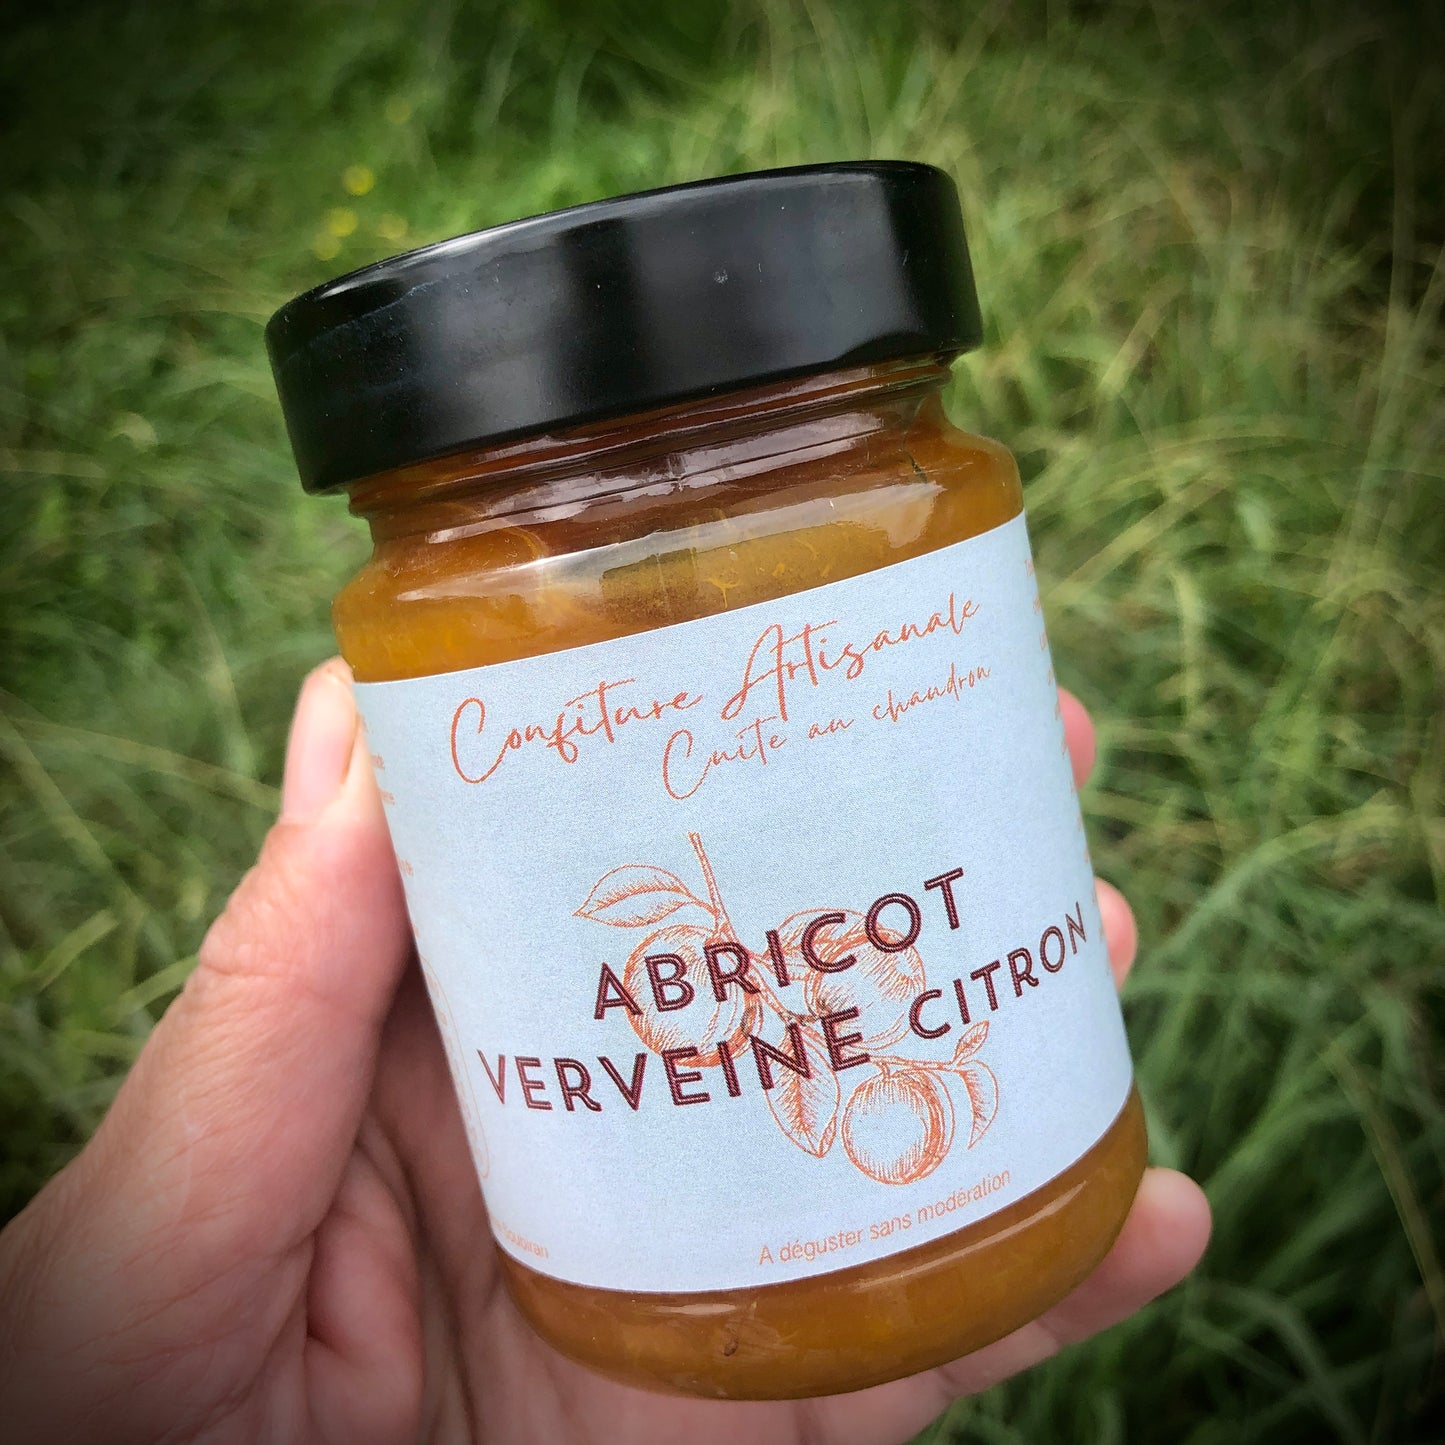 Confiture Artisanale
Cuite au chaudron
ABRICOT
VERVEINE CITRON
A déguster sans modération